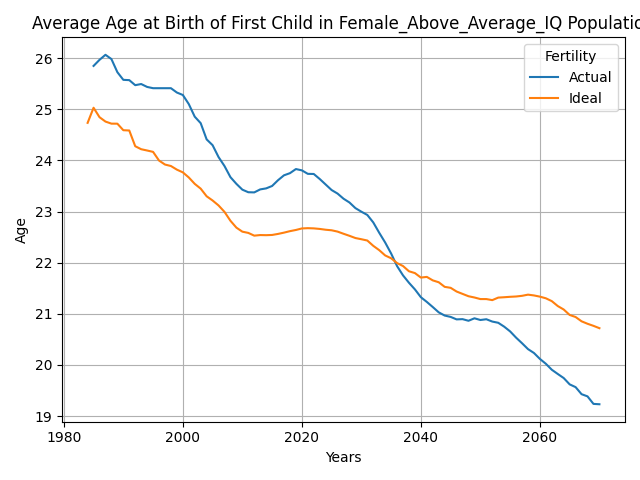 Average Age at Birth of First Child in Female_Above_Average_IQ
Fertility
Actual
Ideal
26
25
24
23
22
21
20
19
Age
1980
2000
2020
2040
2060
Years